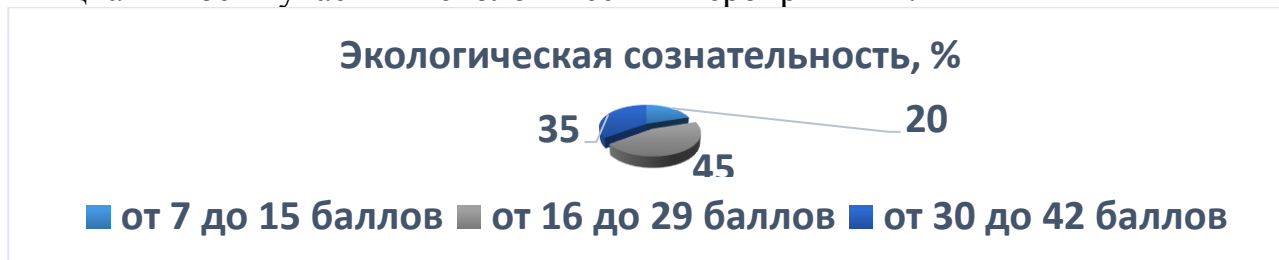 Экологическая сознательность, %
35
20
45
от 7 до 15 баллов от 16 до 29 баллов от 30 до 42 баллов